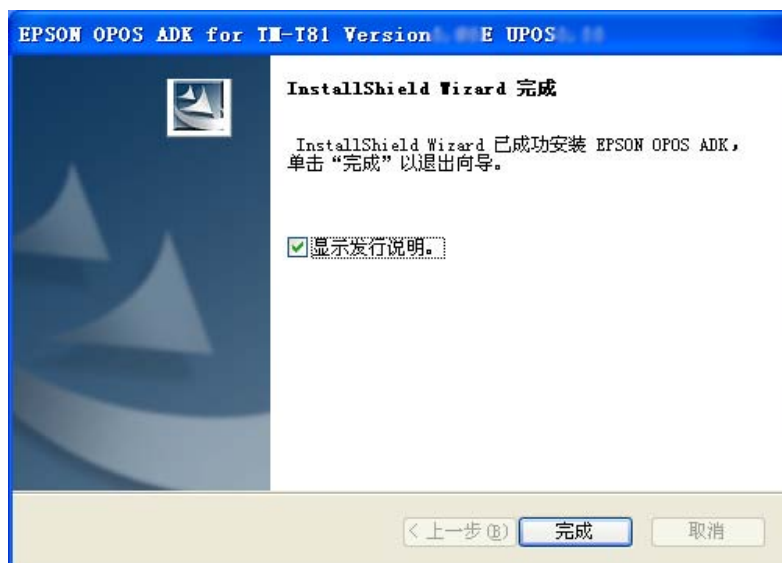 EPSON OPOS ADK for TM-T81 Version E UPOS
InstallShield Wizard 完成
InstallShield Wizard 已成功安装 EPSON OPOS ADK，
单击“完成”以退出向导。
显示发行说明。
< 上一步(B)
完成
取消